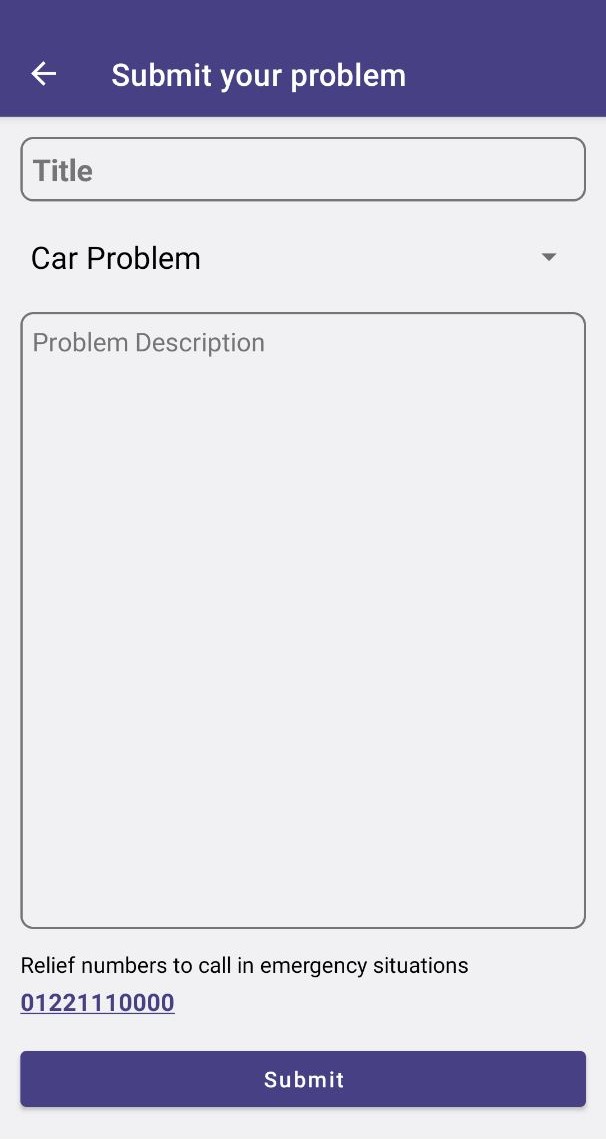 Submit your problem
Title
Car Problem
Problem Description
Relief numbers to call in emergency situations
01221110000
Submit